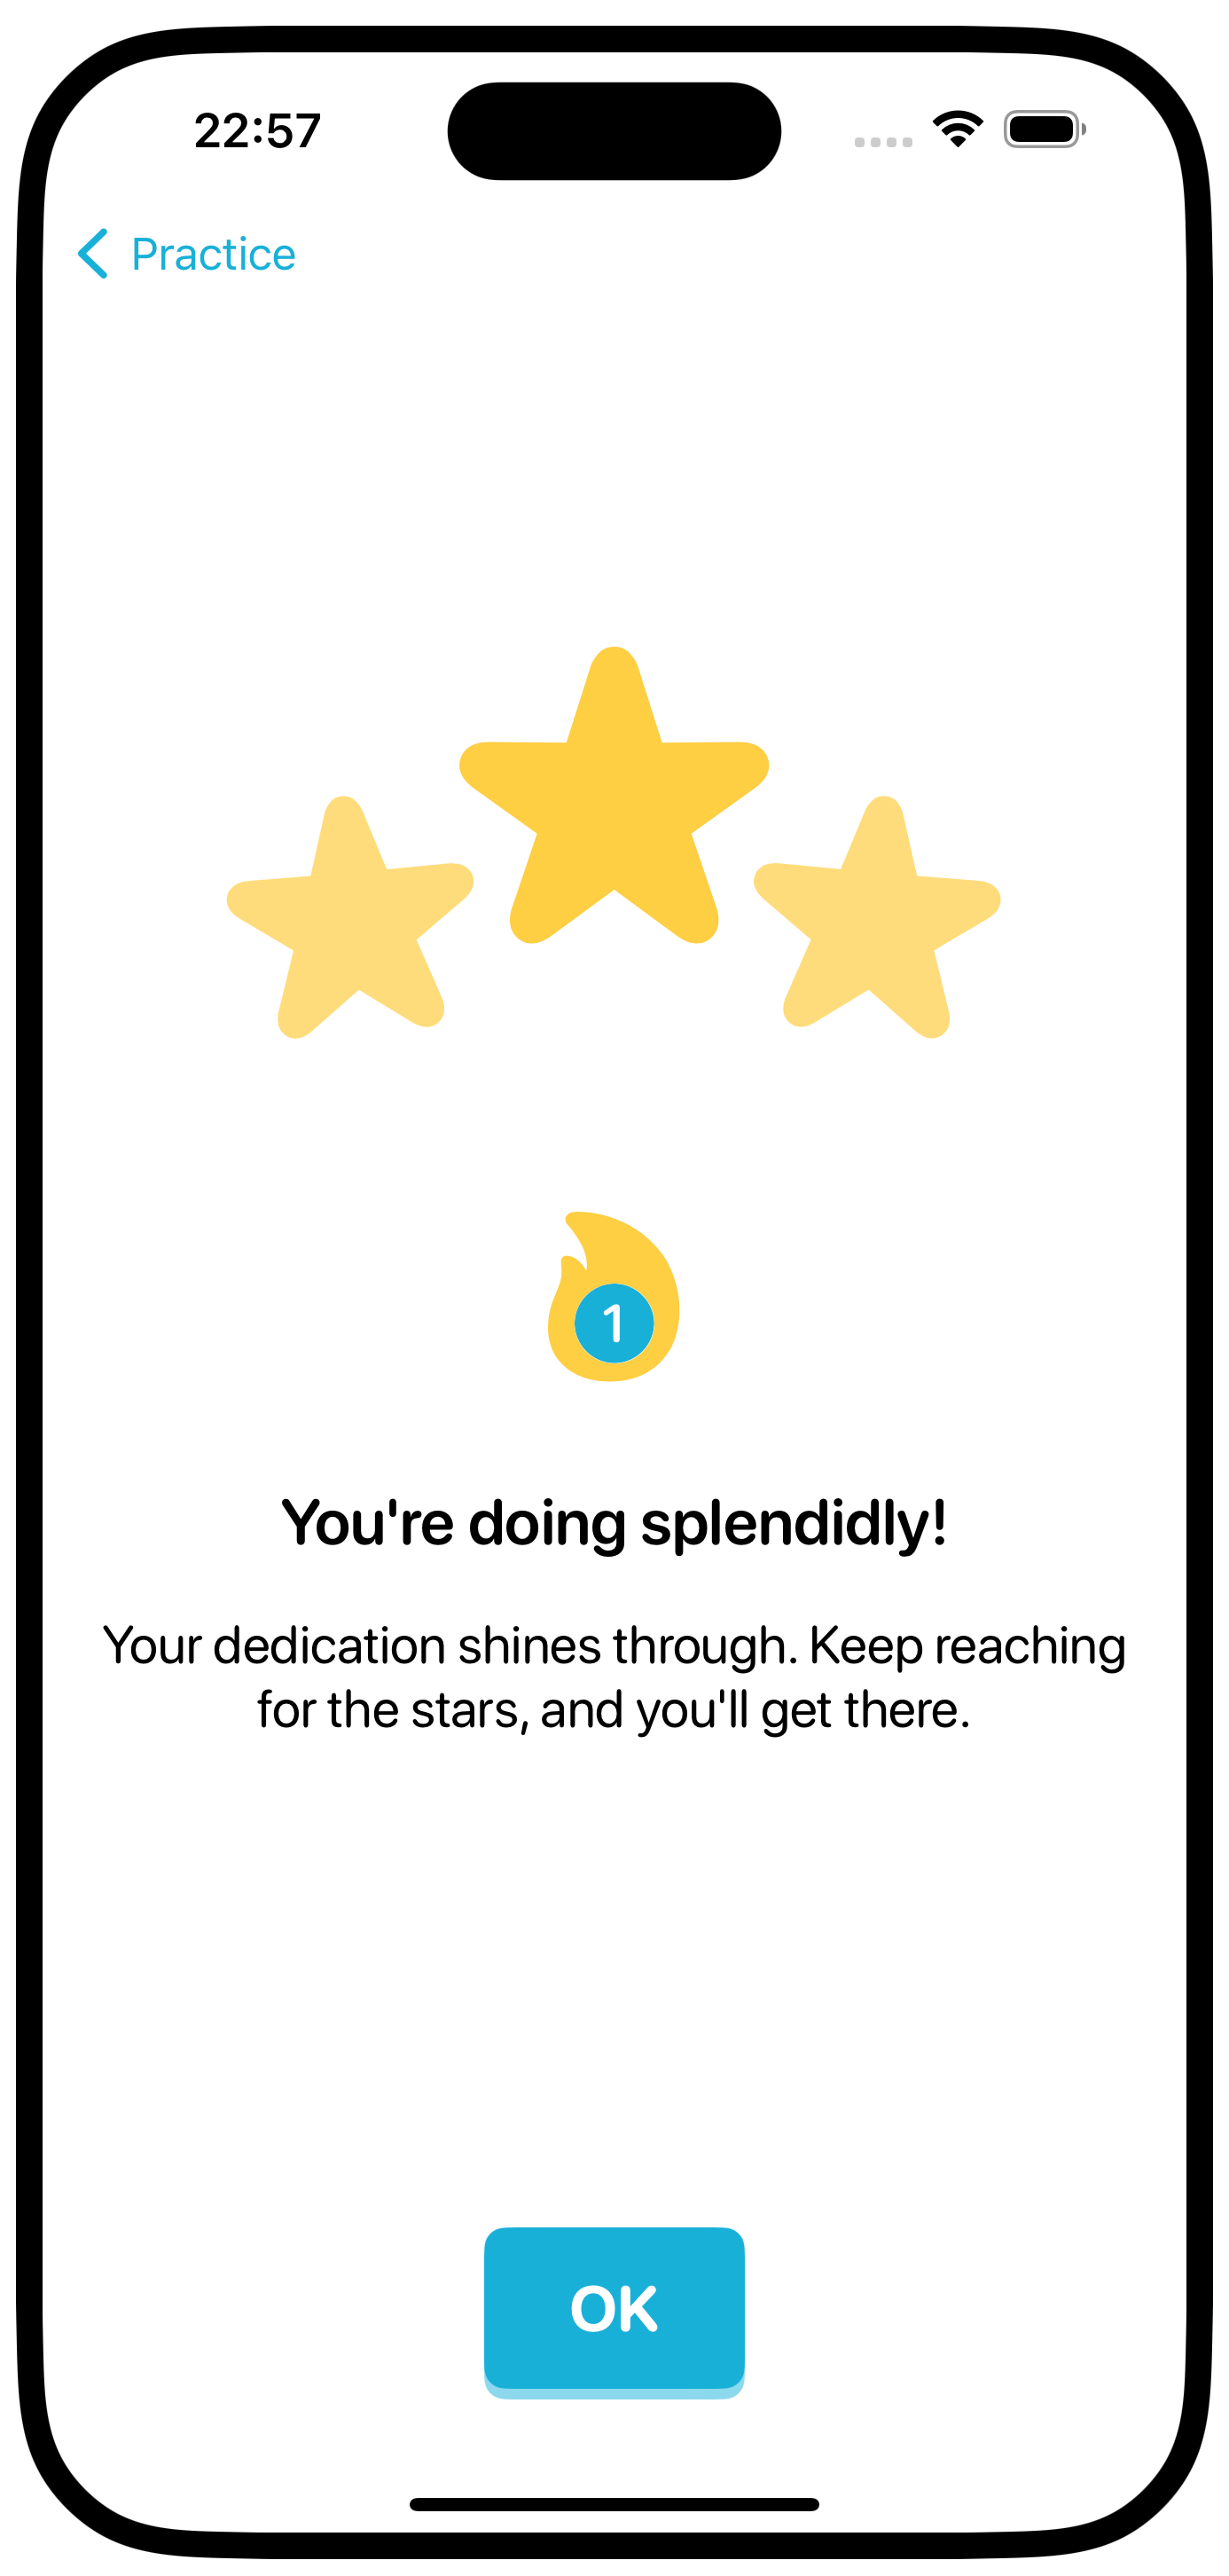 22:57
Practice
1
You're doing splendidly!
Your dedication shines through. Keep reaching
for the stars, and you'll get there.
OK